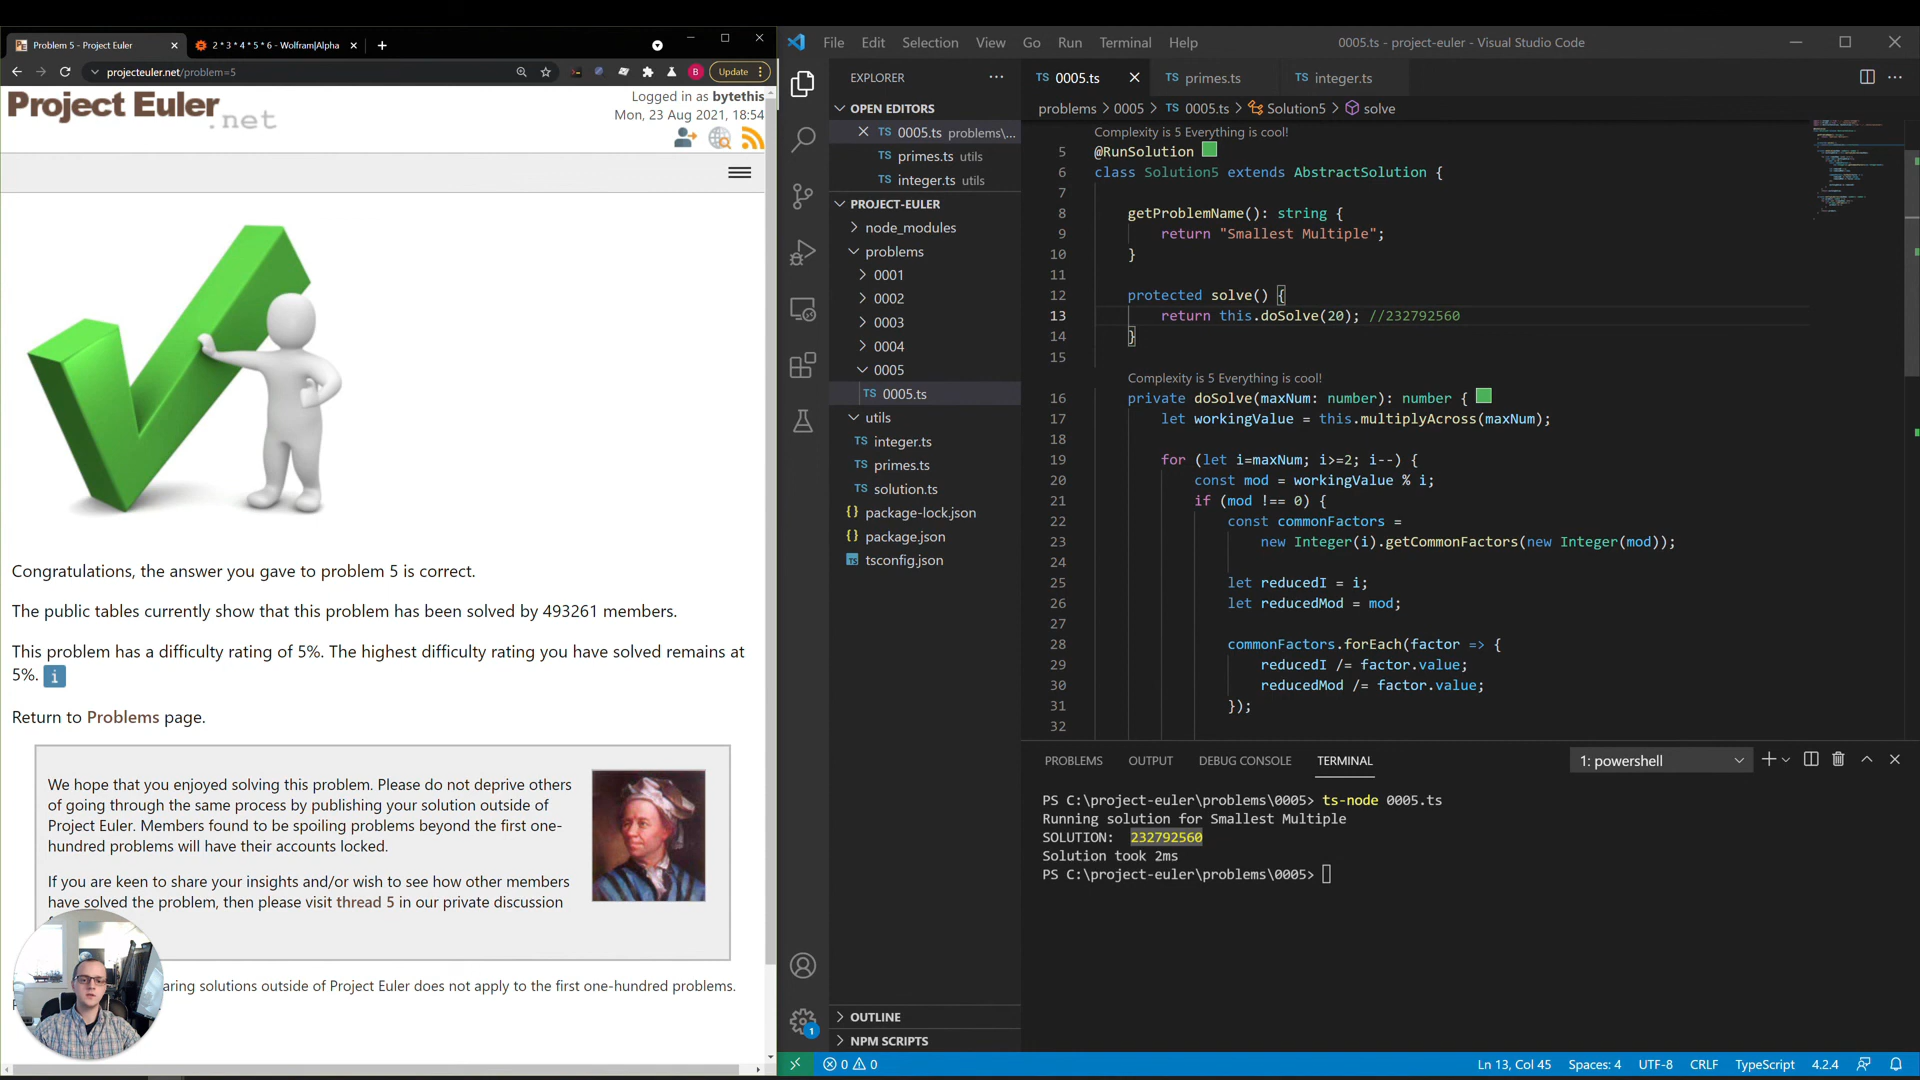 Problem 5 - Project Euler
2 * 3 * 4 * 5 * 6 - Wolfram|Alpha
projecteuler.net/problem=5
B
Update
Project Euler
.net
Logged in as bytethis
Mon, 23 Aug 2021, 18:54
Congratulations, the answer you gave to problem 5 is correct.
The public tables currently show that this problem has been solved by 493261 members.
This problem has a difficulty rating of 5%. The highest difficulty rating you have solved remains at
5%. i
Return to Problems page.
We hope that you enjoyed solving this problem. Please do not deprive others
of going through the same process by publishing your solution outside of
Project Euler. Members found to be spoiling problems beyond the first one-
hundred problems will have their accounts locked.
If you are keen to share your insights and/or wish to see how other members
have solved the problem, then please visit thread 5 in our private discussion
aring solutions outside of Project Euler does not apply to the first one-hundred problems.
File Edit Selection View Go Run Terminal Help
0005.ts - project-euler - Visual Studio Code
EXPLORER
OPEN EDITORS
TS 0005.ts problems\...
TS primes.ts utils
TS integer.ts utils
PROJECT-EULER
node_modules
problems
0001
0002
0003
0004
0005
TS 0005.ts
utils
TS integer.ts
TS primes.ts
TS solution.ts
{} package-lock.json
{} package.json
tsconfig.json
OUTLINE
NPM SCRIPTS
1
TS 0005.ts
TS primes.ts
TS integer.ts
problems > 0005 > TS 0005.ts > Solution5 > solve
Complexity is 5 Everything is cool!
5 @RunSolution
6 class Solution5 extends AbstractSolution {
7
8 getProblemName(): string {
9 return "Smallest Multiple";
10 }
11
12 protected solve() {
13 return this.doSolve(20); //232792560
14 }
15
Complexity is 5 Everything is cool!
16 private doSolve(maxNum: number): number {
17 let workingValue = this.multiplyAcross(maxNum);
18
19 for (let i=maxNum; i>=2; i--) {
20 const mod = workingValue % i;
21 if (mod !== 0) {
22 const commonFactors =
23 new Integer(i).getCommonFactors(new Integer(mod));
24
25 let reducedI = i;
26 let reducedMod = mod;
27
28 commonFactors.forEach(factor => {
29 reducedI /= factor.value;
30 reducedMod /= factor.value;
31 });
32
PROBLEMS OUTPUT DEBUG CONSOLE TERMINAL
1: powershell
PS C:\project-euler\problems\0005> ts-node 0005.ts
Running solution for Smallest Multiple
SOLUTION: 232792560
Solution took 2ms
PS C:\project-euler\problems\0005>
0 0
Ln 13, Col 45 Spaces: 4 UTF-8 CRLF TypeScript 4.2.4